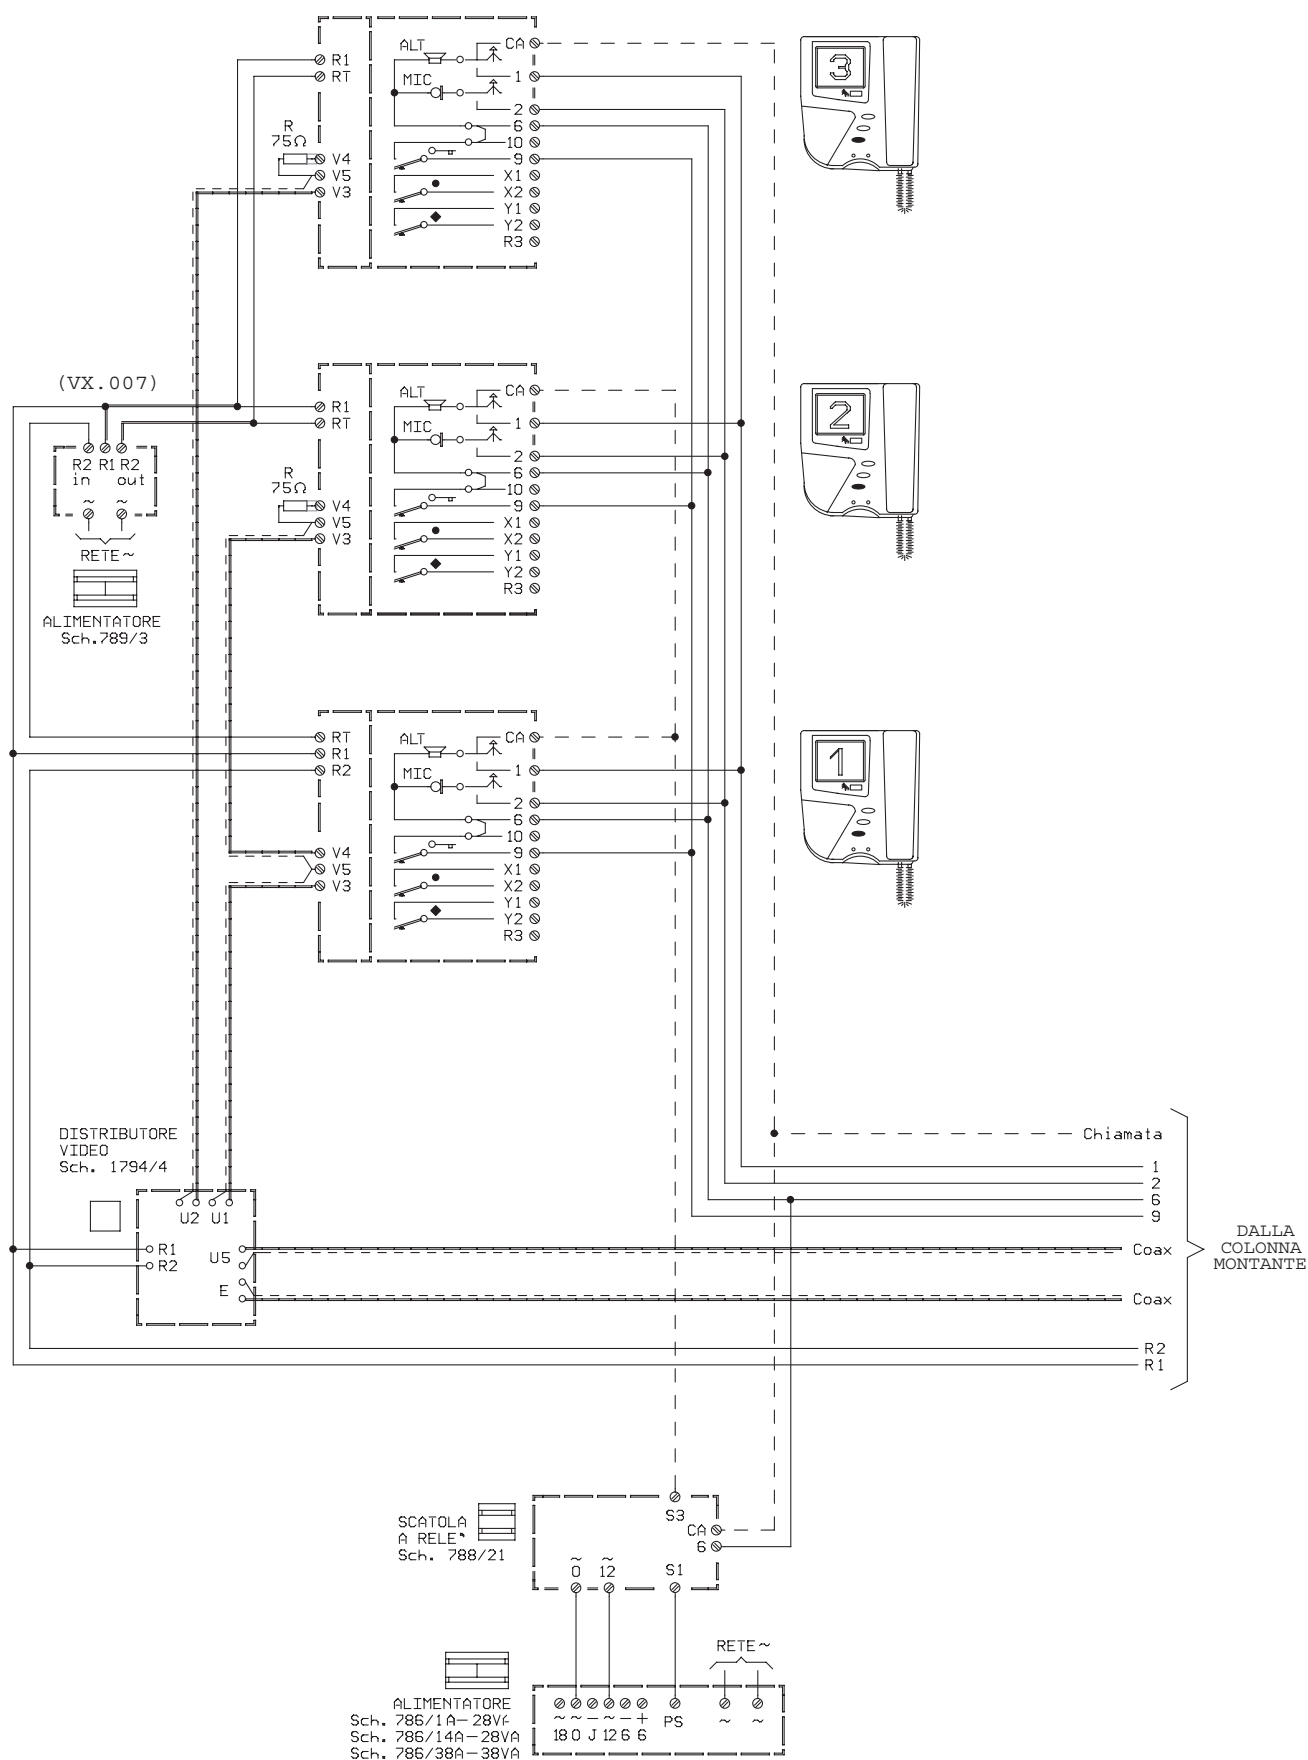 ALT
CA
R1
RT
MIC
1
2
6
10
9
X1
X2
Y1
Y2
R3
R
75Ω
V4
V5
V3
3
(VX.007)
ALT
CA
R1
RT
MIC
1
2
6
10
9
X1
X2
Y1
Y2
R3
R
75Ω
V4
V5
V3
2
R2 R1 R2
in out
~ ~
RETE~
ALIMENTATORE
Sch.789/3
RT
R1
R2
ALT
CA
MIC
1
2
6
10
9
X1
X2
Y1
Y2
R3
V4
V5
V3
1
DISTRIBUTORE
VIDEO
Sch. 1794/4
U2 U1
R1
R2
U5
E
Chiamata
1
2
6
9
Coax
Coax
R2
R1
DALLA
COLONNA
MONTANTE
SCATOLA
A RELE'
Sch. 788/21
S3
CA
6
~ ~
0 12 S1
RETE~
ALIMENTATORE
Sch. 786/1A-28VA
Sch. 786/14A-28VA
Sch. 786/38A-38VA
~ ~ – ~ – + PS ~ ~
18 0 J 12 6 6